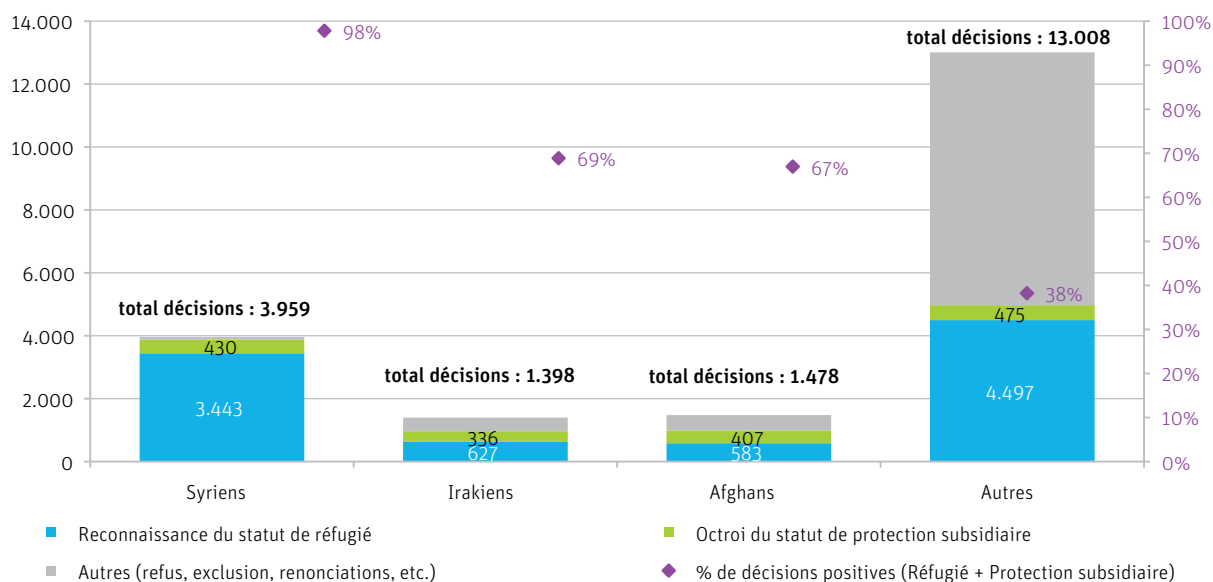 14.000
12.000
10.000
8.000
6.000
4.000
2.000
0
100%
90%
80%
70%
60%
50%
40%
30%
20%
10%
0%
98%
69%
67%
38%
total décisions : 3.959
430
3.443
total décisions : 1.398
336
627
total décisions : 1.478
407
583
total décisions : 13.008
475
4.497
Syriens
Irakiens
Afghans
Autres
Reconnaissance du statut de réfugié
Octroi du statut de protection subsidiaire
Autres (refus, exclusion, renonciations, etc.)
% de décisions positives (Réfugié + Protection subsidiaire)